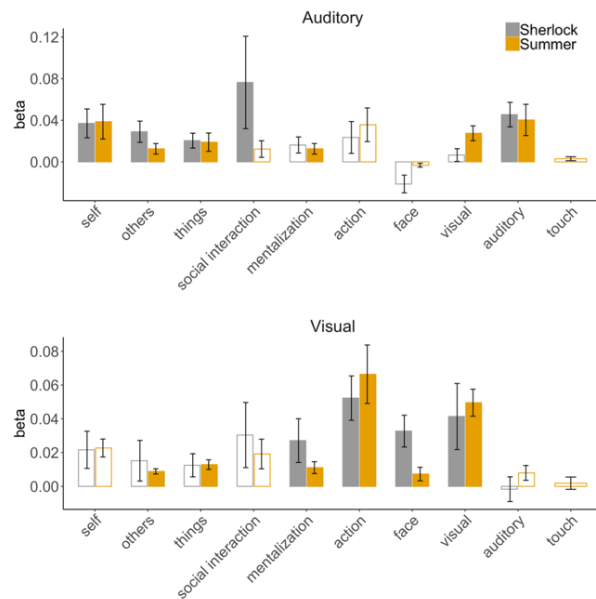 Auditory
Sherlock
Summer
beta
0.12
0.08
0.04
0.00
self
others
things
social interaction
mentalization
action
face
visual
auditory
touch
Visual
beta
0.08
0.06
0.04
0.02
0.00
self
others
things
social interaction
mentalization
action
face
visual
auditory
touch